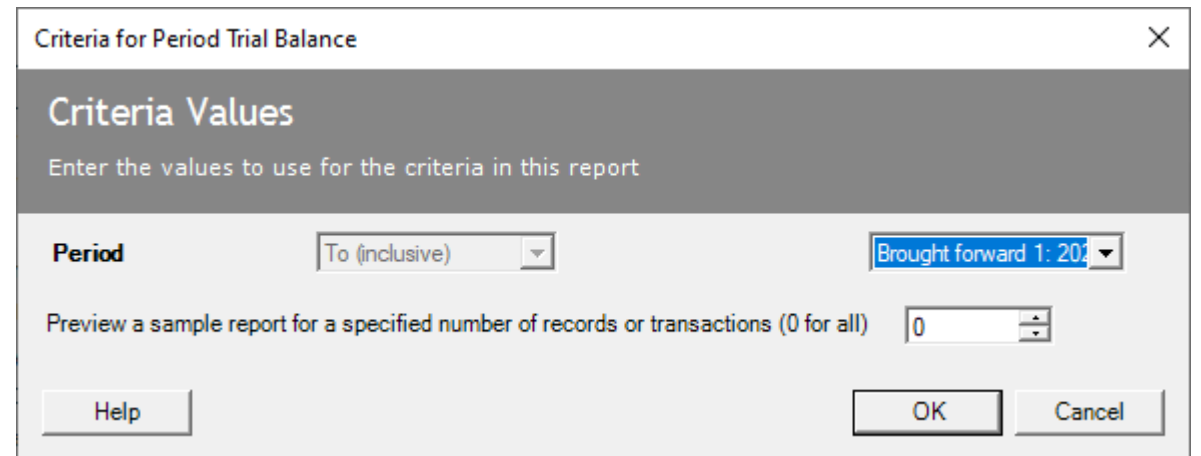 Criteria for Period Trial Balance
Criteria Values
Enter the values to use for the criteria in this report
Period To (inclusive) Brought forward 1: 202
Preview a sample report for a specified number of records or transactions (0 for all) 0
Help OK Cancel